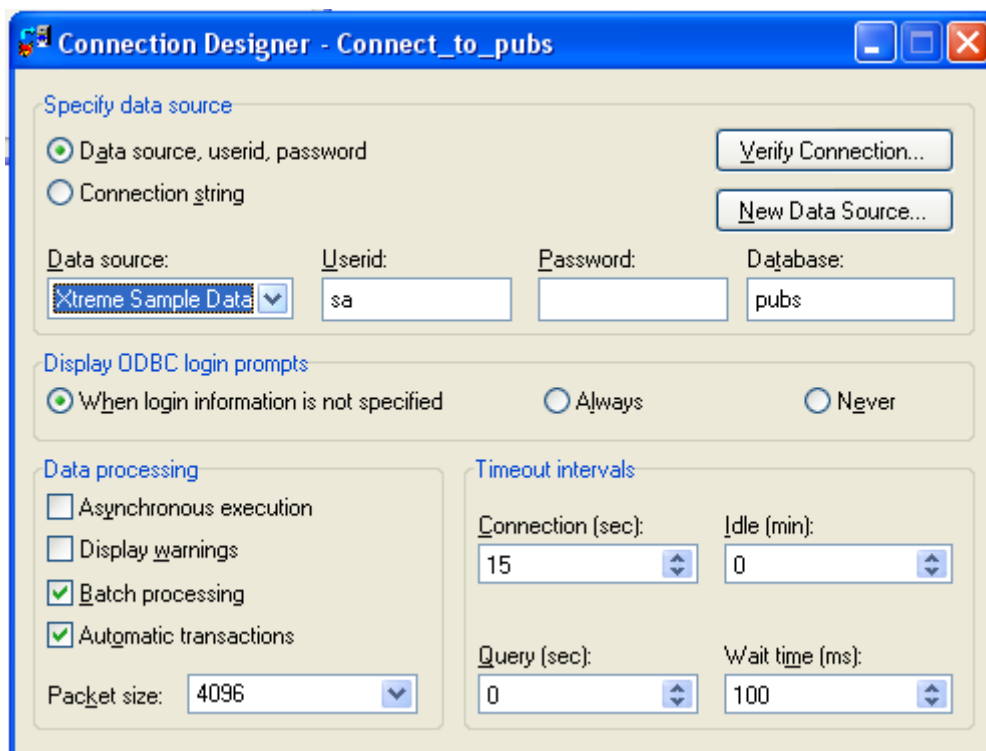 Connection Designer - Connect_to_pubs
Specify data source
Data source, userid, password
Verify Connection...
Connection string
New Data Source...
Data source: Userid: Password: Database:
Xtreme Sample Data sa pubs
Display ODBC login prompts
When login information is not specified Always Never
Data processing Timeout intervals
Asynchronous execution
Connection (sec): Idle (min):
Display warnings
15 0
Batch processing
Automatic transactions
Query (sec): Wait time (ms):
Packet size: 4096 0 100